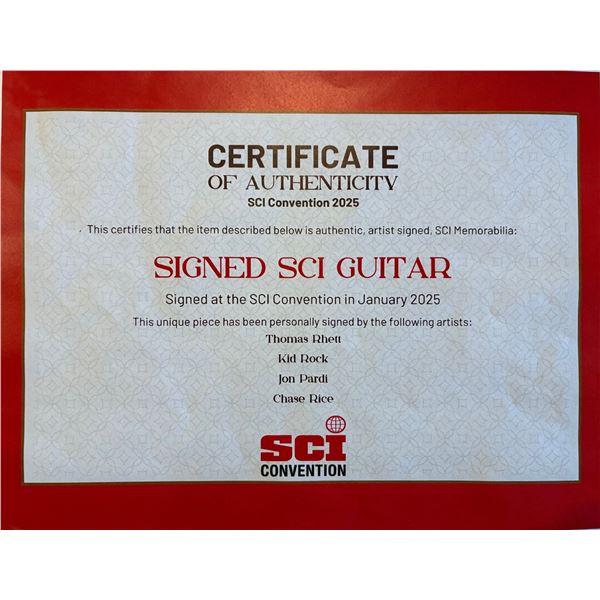 CERTIFICATE
OF AUTHENTICITY
SCI Convention 2025
This certifies that the item described below is authentic, artist signed, SCI Memorabilia:
SIGNED SCI GUITAR
Signed at the SCI Convention in January 2025
This unique piece has been personally signed by the following artists:
Thomas Rhett
Kid Rock
Jon Pardi
Chase Rice
SCI
CONVENTION